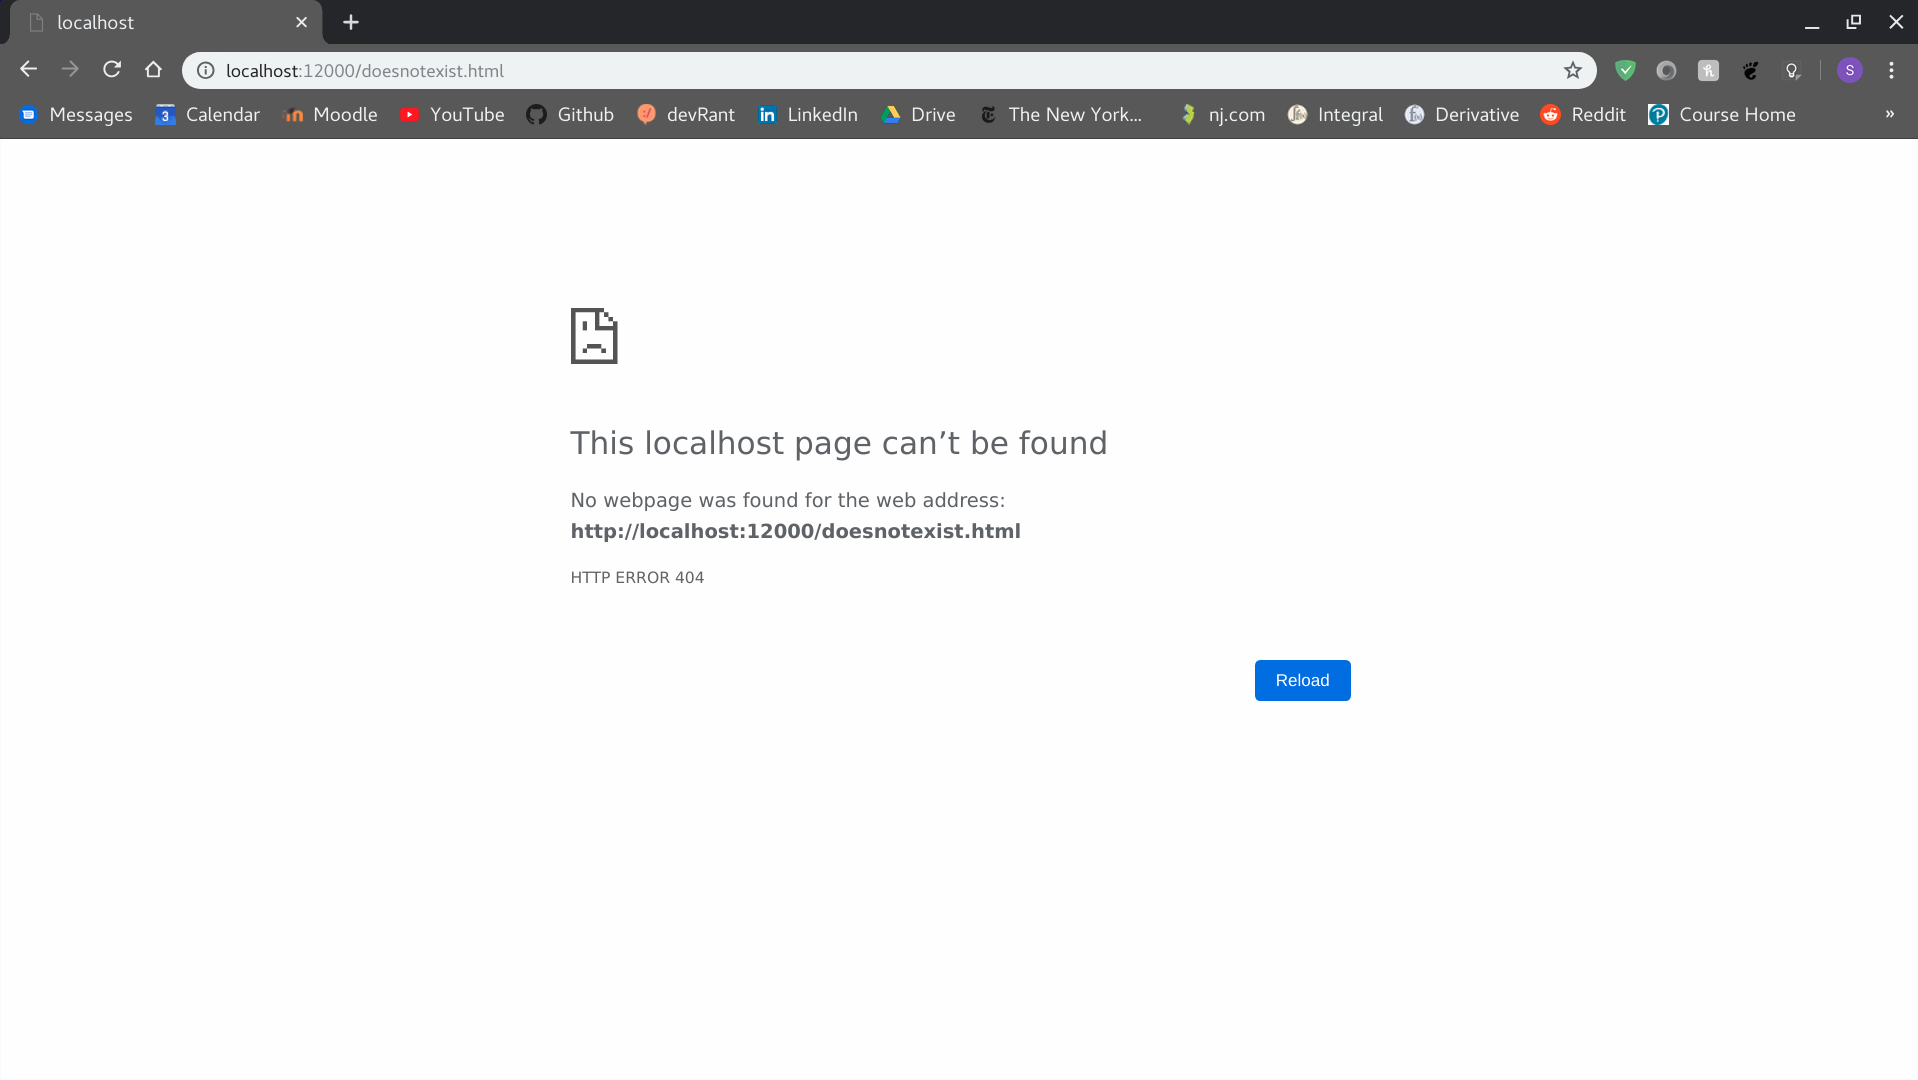 localhost
localhost:12000/doesnotexist.html
S
Messages
3
Calendar
Moodle
YouTube
Github
devRant
in
LinkedIn
Drive
The New York...
nj.com
Integral
Derivative
Reddit
Course Home
»
This localhost page can’t be found
No webpage was found for the web address:
http://localhost:12000/doesnotexist.html
HTTP ERROR 404
Reload